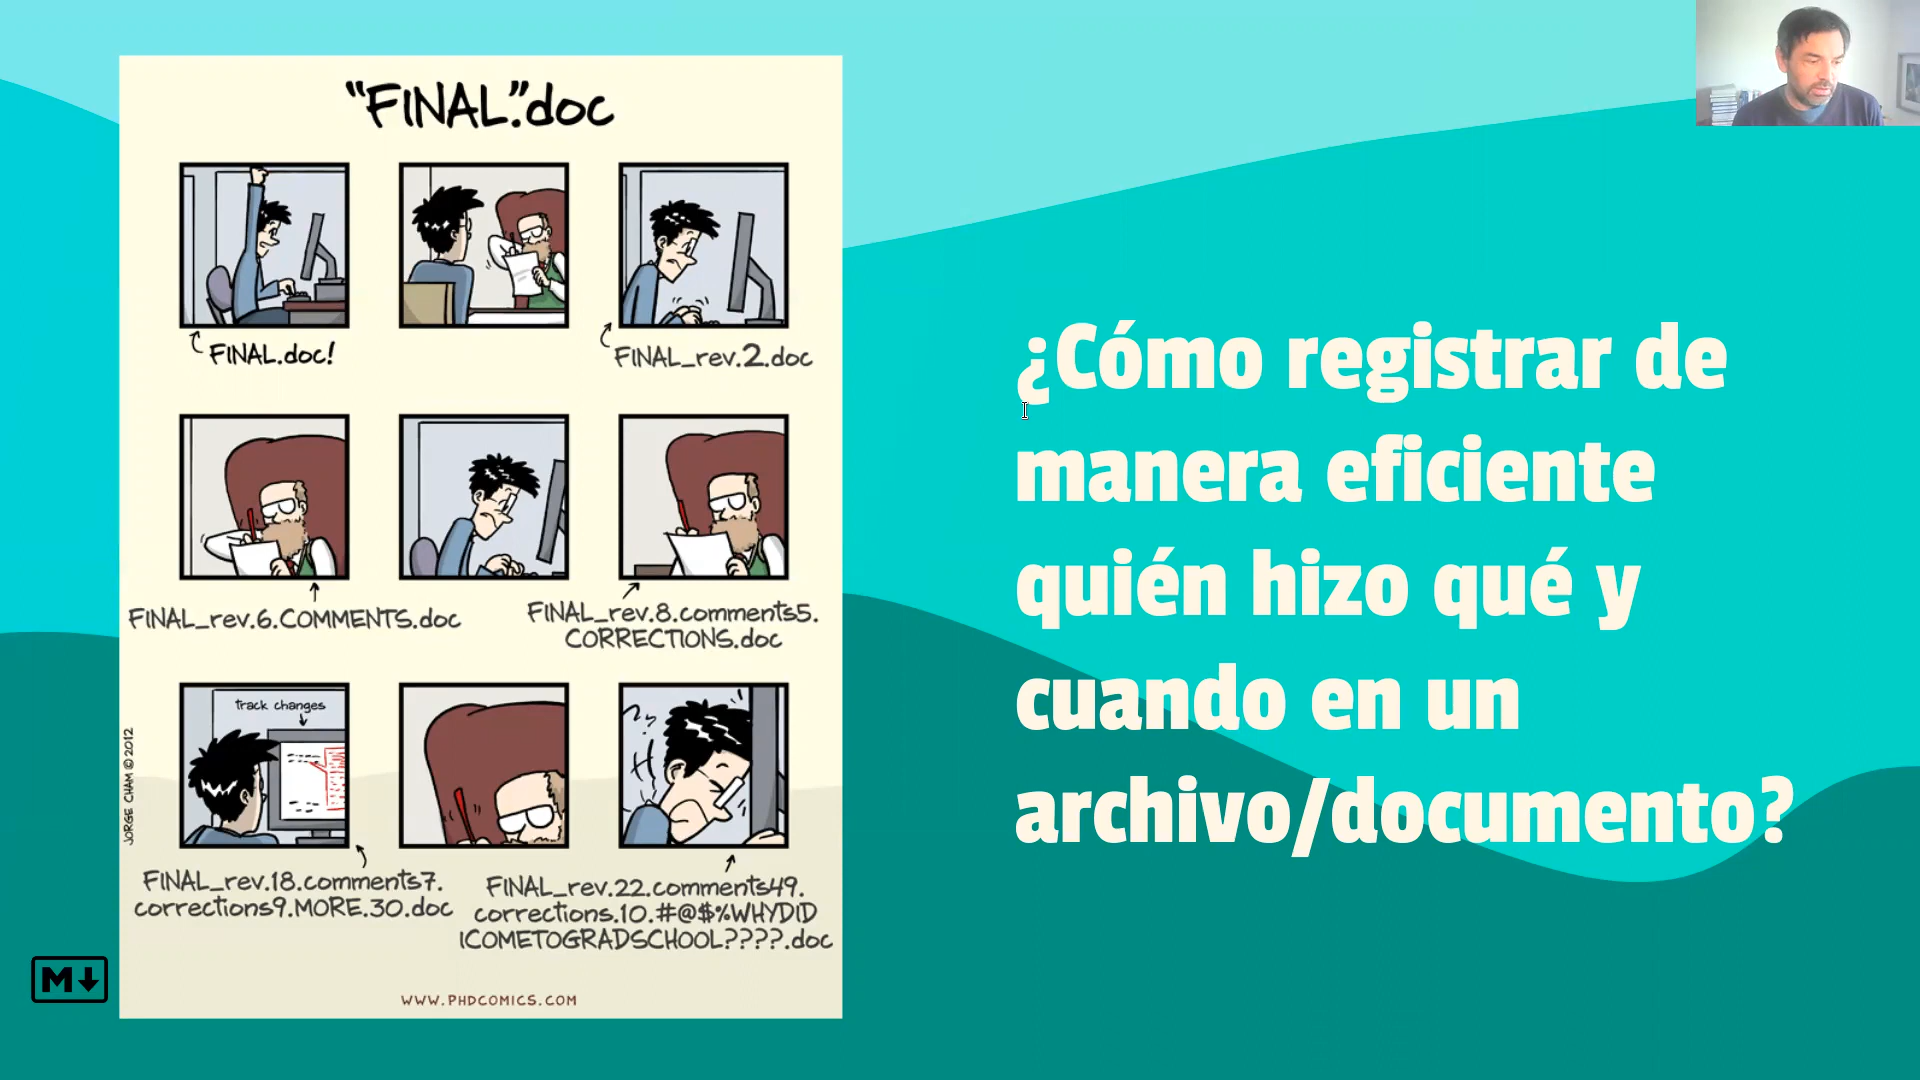 “FINAL”.doc
FINAL.doc!
FINAL_rev.2.doc
FINAL_rev.6.COMMENTS.doc
FINAL_rev.8.comments5.
CORRECTIONS.doc
track changes
FINAL_rev.18.comments7.
corrections9.MORE.30.doc
FINAL_rev.22.comments49.
corrections.10.#@$%WHYDID
ICOMETOGRADSCHOOL????.doc
JORGE CHAM © 2012
WWW.PHDCOMICS.COM
M
¿Cómo registrar de
manera eficiente
quién hizo qué y
cuando en un
archivo/documento?